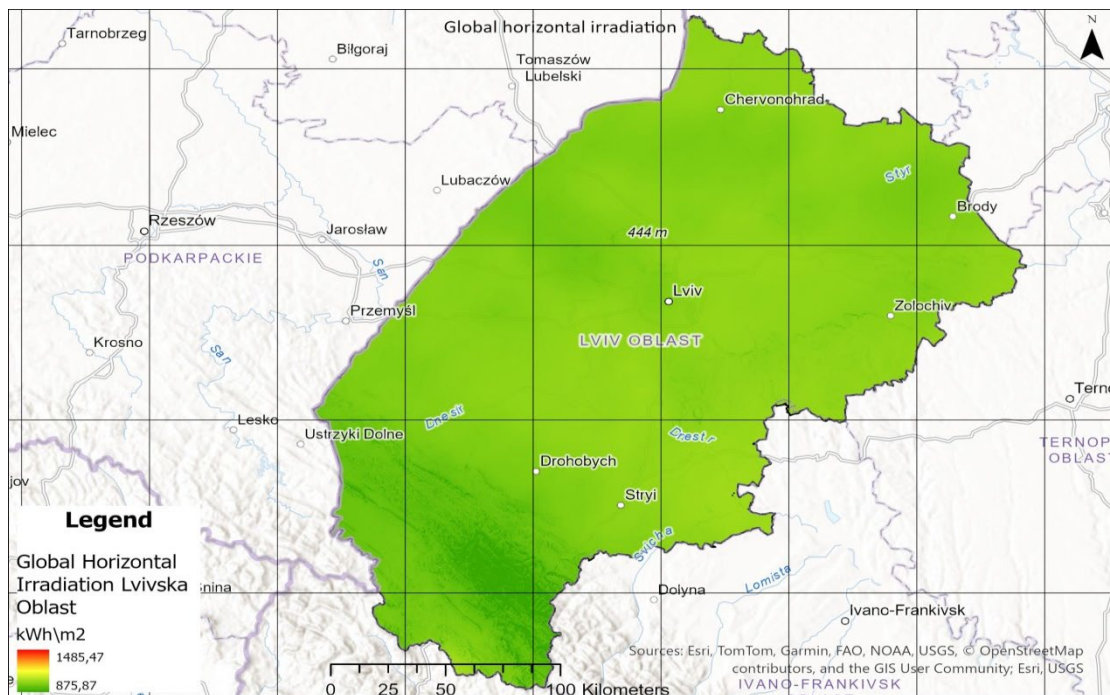 Global horizontal irradiation
N
Tarnobrzeg
Biłgoraj
Tomaszów
Lubelski
Chervonohrad
Mielec
Lubaczów
Styr
Brody
Rzeszów
Jarosław
444 m
PODKARPACKIE
San
Lviv
Przemyśl
Zolochiv
LVIV OBLAST
Krosno
San
Terno
Dnestr
Lesko
Ustrzyki Dolne
TERNOP
OBLAST
Drohobych
jov
Stryi
Legend
Global Horizontal
Irradiation Lvivska
Oblast
kWh\m2
1485,47
875,87
Snina
Svicha
Dolyna
Lomista
Ivano-Frankivsk
Sources: Esri, TomTom, Garmin, FAO, NOAA, USGS, © OpenStreetMap
contributors, and the GIS User Community; Esri, USGS
IVANO-FRANKIVSK
0 25 50 100 Kilometers